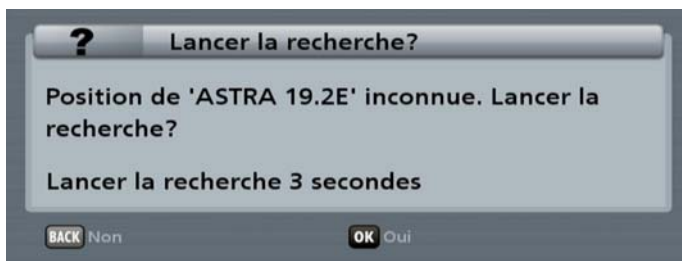 ? Lancer la recherche?
Position de 'ASTRA 19.2E' inconnue. Lancer la
recherche?
Lancer la recherche 3 secondes
BACK Non OK Oui